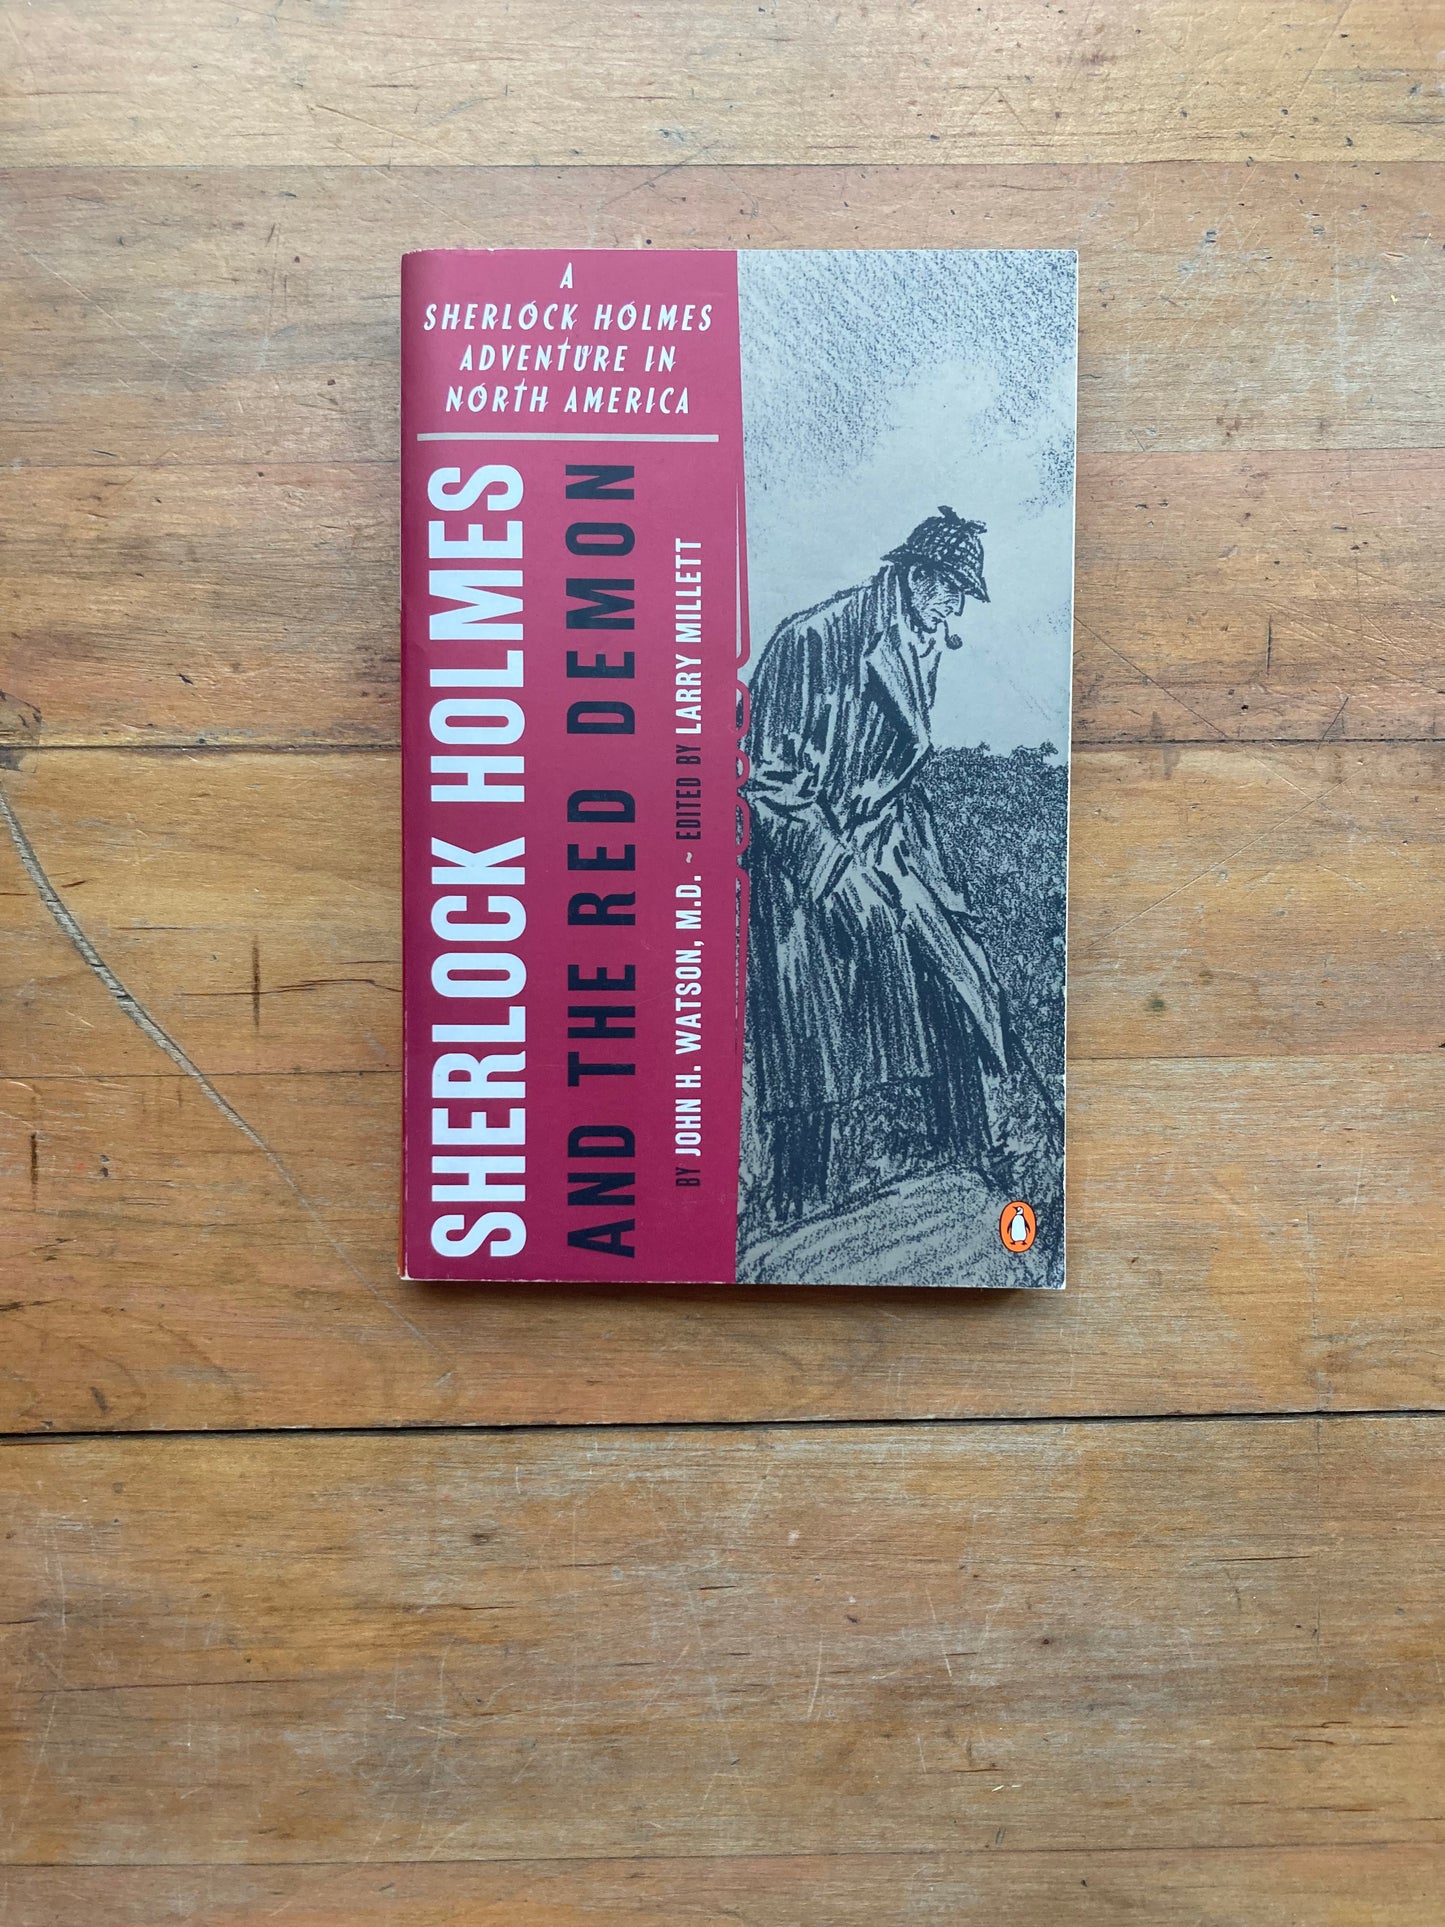 A
SHERLOCK HOLMES
ADVENTURE IN
NORTH AMERICA
SHERLOCK HOLMES
AND THE RED DEMON
BY JOHN H. WATSON, M.D. ~ EDITED BY LARRY MILLETT